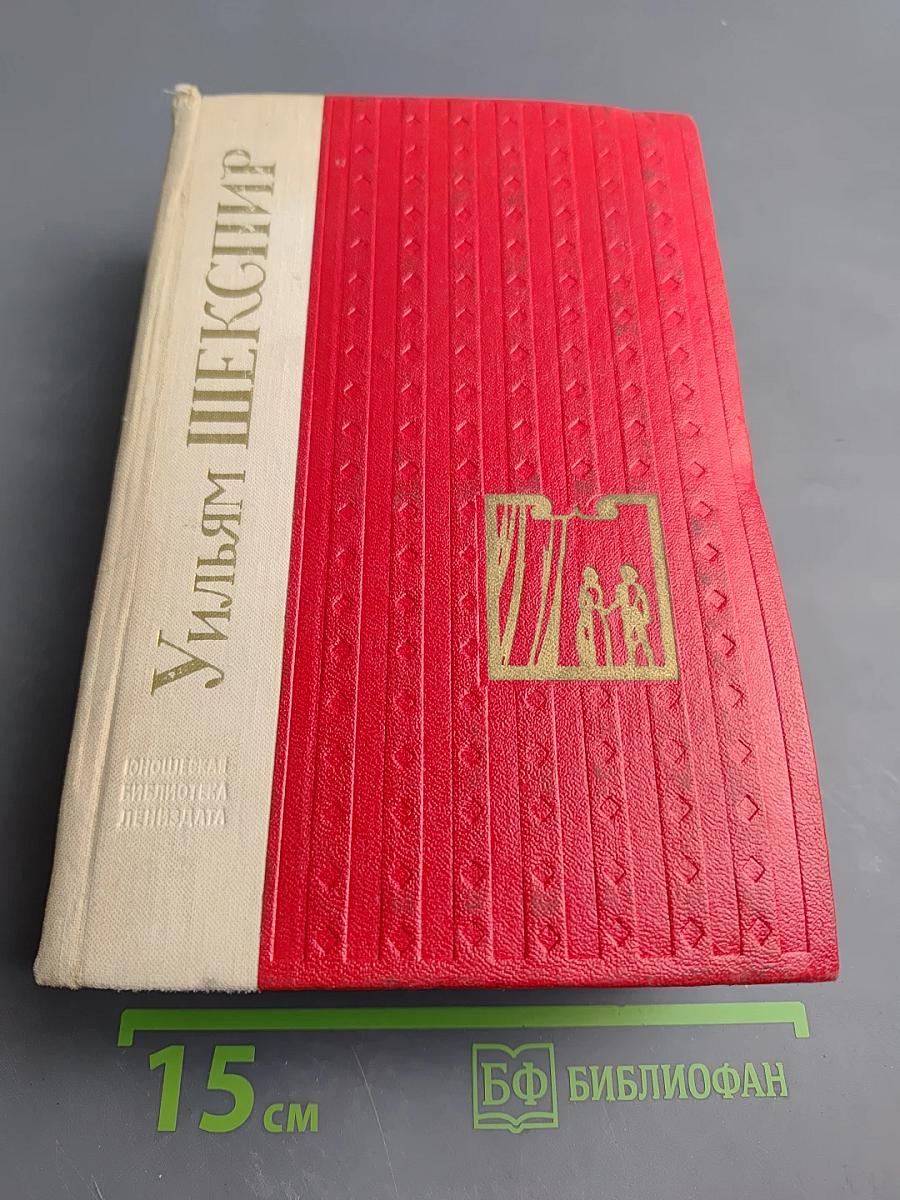 Уильям ШЕКСПИР
ЮНОШЕСКАЯ
БИБЛИОТЕКА
ЛЕНИЗДАТА
15 см
БФ БИБЛИОФАН